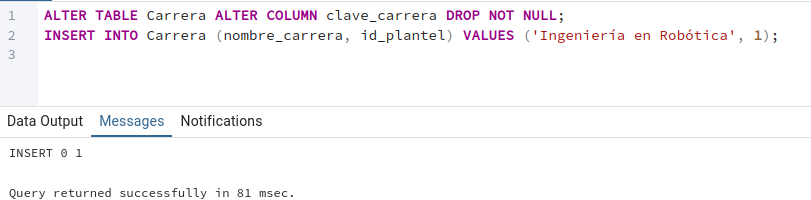 1 ALTER TABLE Carrera ALTER COLUMN clave_carrera DROP NOT NULL;
2 INSERT INTO Carrera (nombre_carrera, id_plantel) VALUES ('Ingeniería en Robótica', 1);
3
Data Output Messages Notifications
INSERT 0 1
Query returned successfully in 81 msec.